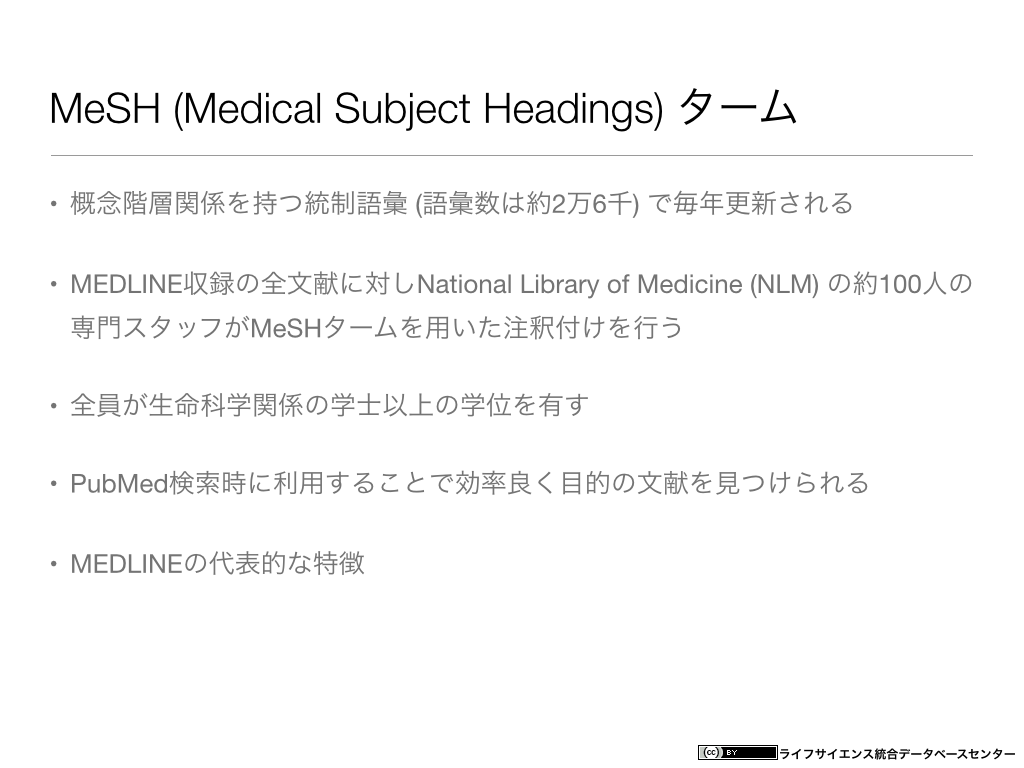 MeSH (Medical Subject Headings) ターム
• 概念階層関係を持つ統制語彙 (語彙数は約2万6千) で毎年更新される
• MEDLINE収録の全文献に対しNational Library of Medicine (NLM) の約100人の
専門スタッフがMeSHタームを用いた注釈付けを行う
• 全員が生命科学関係の学士以上の学位を有す
• PubMed検索時に利用することで効率良く目的の文献を見つけられる
• MEDLINEの代表的な特徴
cc BY ライフサイエンス統合データベースセンター